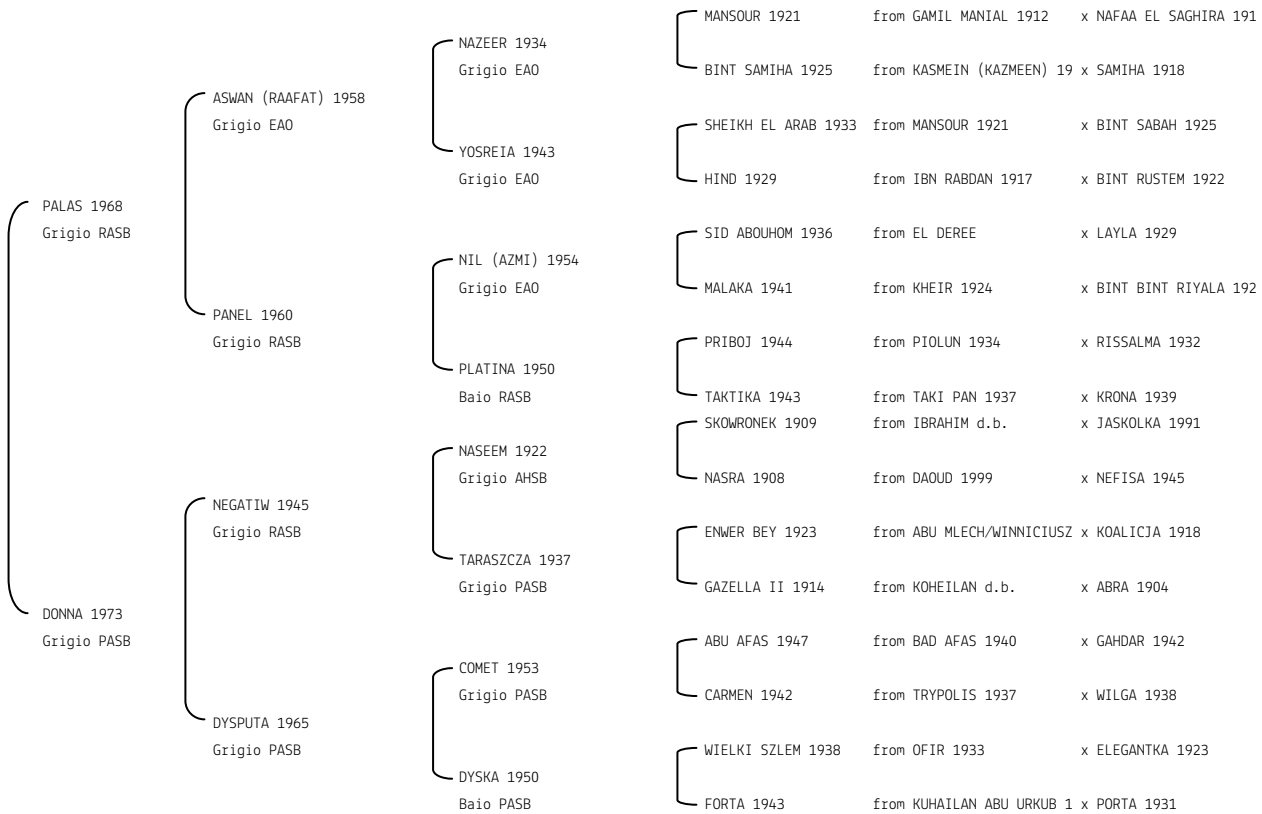 MANSOUR 1921 from GAMIL MANIAL 1912 x NAFAA EL SAGHIRA 191
NAZEER 1934
Grigio EAO BINT SAMIHA 1925 from KASMEIN (KAZMEEN) 19 x SAMIHA 1918
ASWAN (RAAFAT) 1958
Grigio EAO SHEIKH EL ARAB 1933 from MANSOUR 1921 x BINT SABAH 1925
YOSREIA 1943
Grigio EAO HIND 1929 from IBN RABDAN 1917 x BINT RUSTEM 1922
PALAS 1968
Grigio RASB SID ABOUHOM 1936 from EL DEREE x LAYLA 1929
NIL (AZMI) 1954
Grigio EAO MALAKA 1941 from KHEIR 1924 x BINT BINT RIYALA 192
PANEL 1960
Grigio RASB PRIBOJ 1944 from PIOLUN 1934 x RISSALMA 1932
PLATINA 1950
Baio RASB TAKTIKA 1943 from TAKI PAN 1937 x KRONA 1939
SKOWRONEK 1909 from IBRAHIM d.b. x JASKOLKA 1991
NASEEM 1922
Grigio AHSB NASRA 1908 from DAOUD 1999 x NEFISA 1945
NEGATIW 1945
Grigio RASB ENWER BEY 1923 from ABU MLECH/WINNICIUSZ x KOALICJA 1918
TARASZCZA 1937
Grigio PASB GAZELLA II 1914 from KOHEILAN d.b. x ABRA 1904
DONNA 1973
Grigio PASB ABU AFAS 1947 from BAD AFAS 1940 x GAHDAR 1942
COMET 1953
Grigio PASB CARMEN 1942 from TRYPOLIS 1937 x WILGA 1938
DYSPUTA 1965
Grigio PASB WIELKI SZLEM 1938 from OFIR 1933 x ELEGANTKA 1923
DYSKA 1950
Baio PASB FORTA 1943 from KUHAILAN ABU URKUB 1 x PORTA 1931